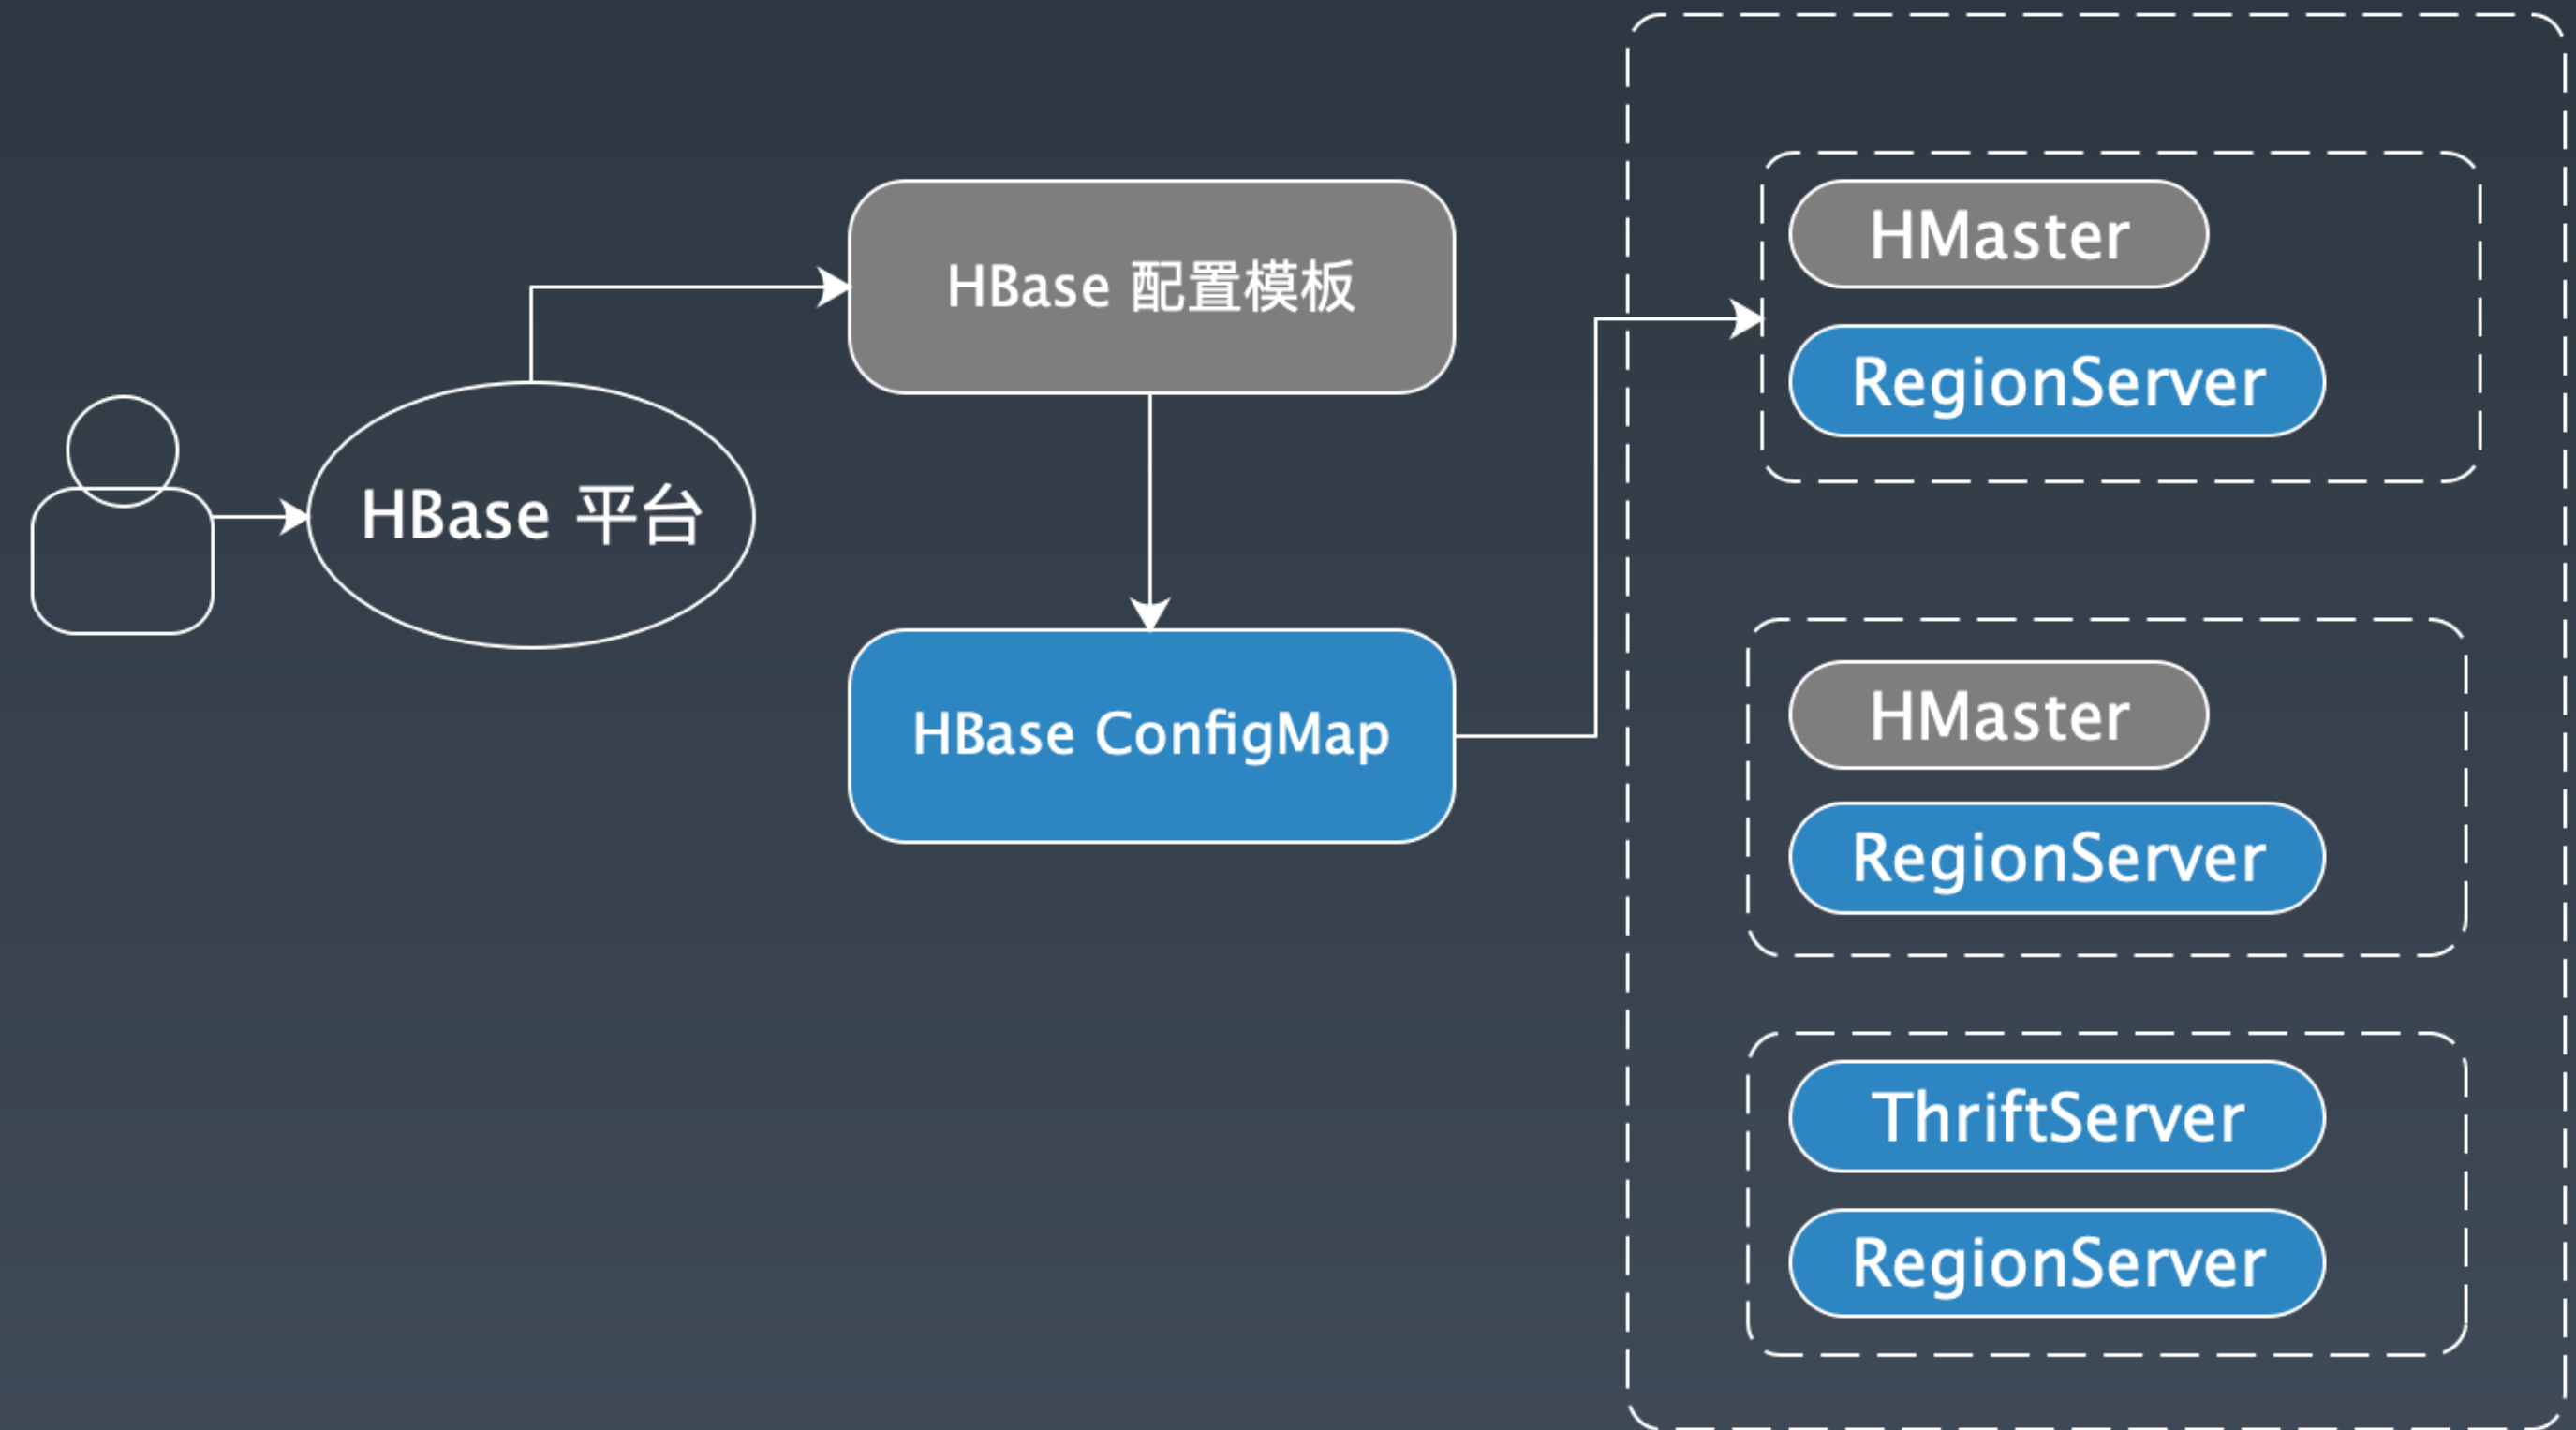 HBase 平台
HBase 配置模板
HBase ConfigMap
HMaster
RegionServer
HMaster
RegionServer
ThriftServer
RegionServer